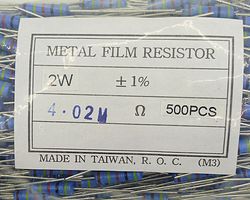 METAL FILM RESISTOR
2W ±1%
4.02M Ω 500PCS
MADE IN TAIWAN, R. O. C. (M3)